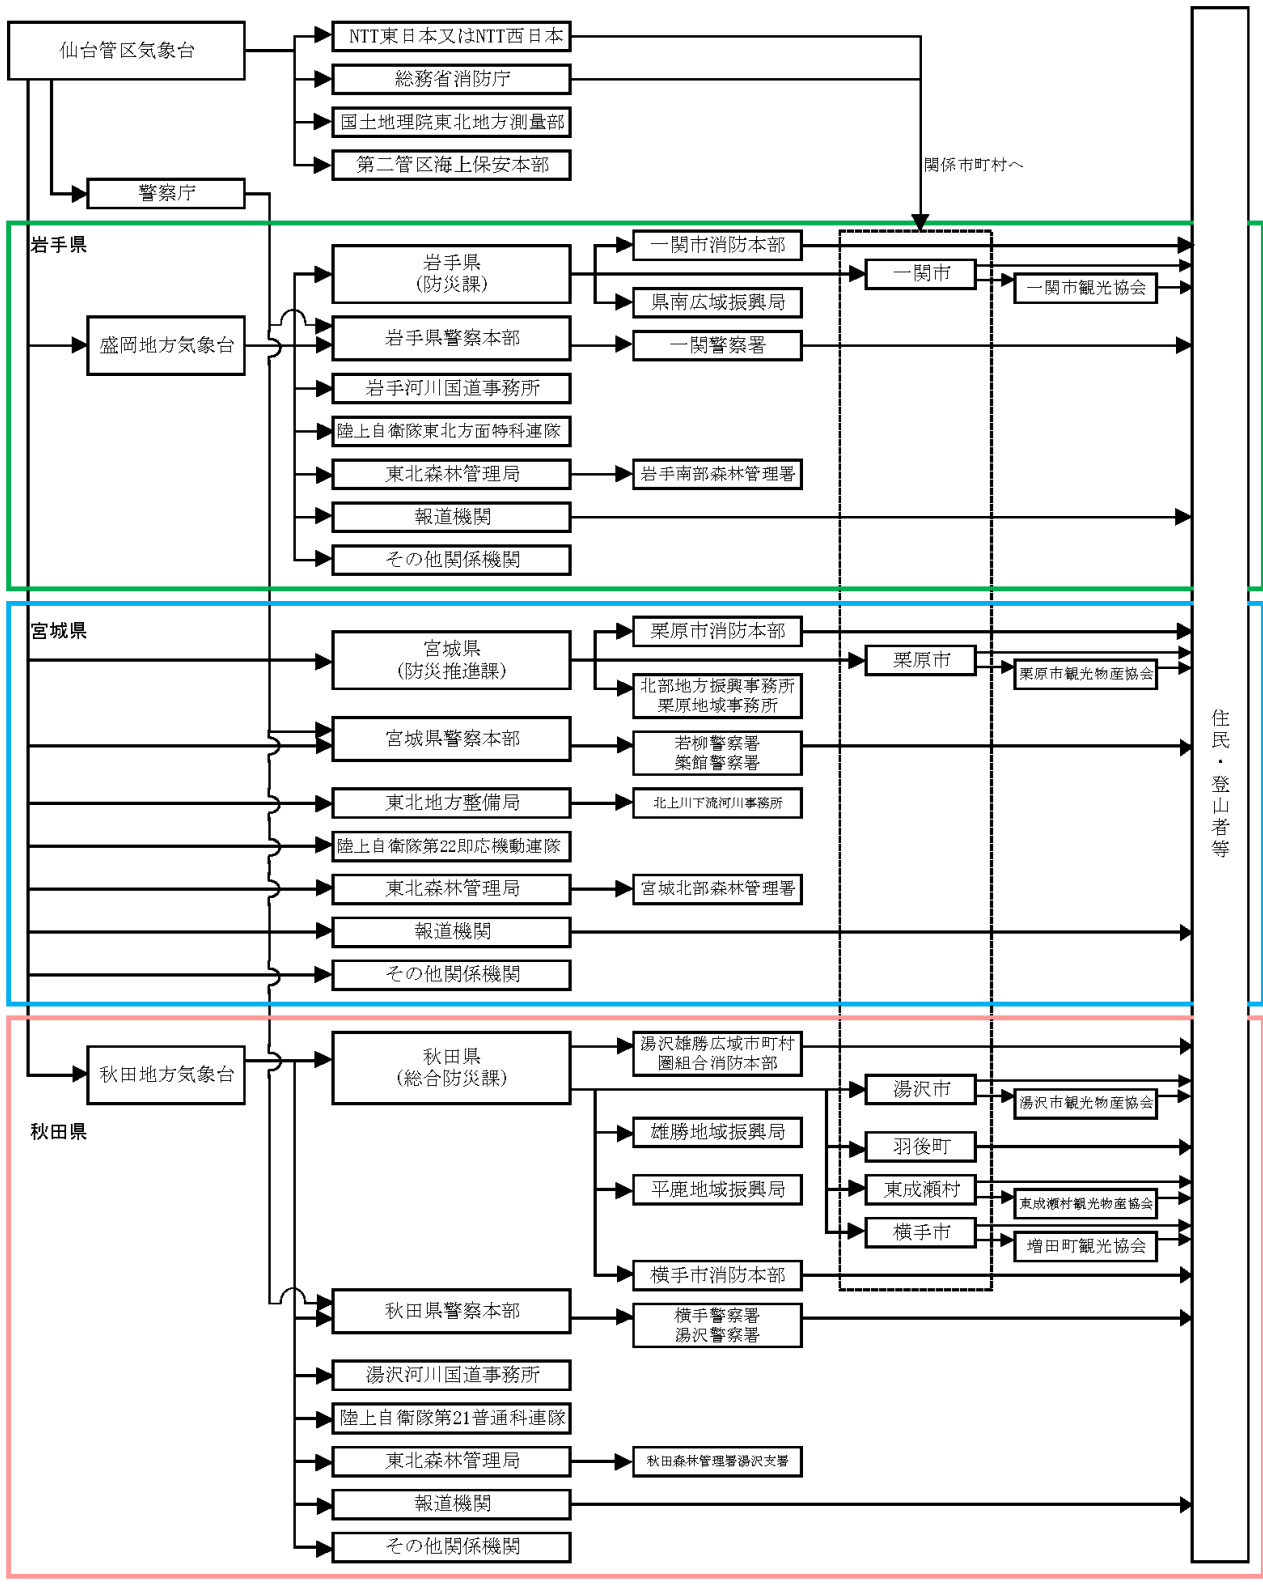 仙台管区気象台
NTT東日本又はNTT西日本
総務省消防庁
国土地理院東北地方測量部
第二管区海上保安本部
関係市町村へ
警察庁
岩手県
岩手県
(防災課)
一関市消防本部
一関市
一関市観光協会
県南広域振興局
盛岡地方気象台
岩手県警察本部
一関警察署
岩手河川国道事務所
陸上自衛隊東北方面特科連隊
東北森林管理局
岩手南部森林管理署
報道機関
その他関係機関
宮城県
宮城県
(防災推進課)
栗原市消防本部
栗原市
栗原市観光物産協会
北部地方振興事務所
栗原地域事務所
宮城県警察本部
若柳警察署
築館警察署
東北地方整備局
北上川下流河川事務所
陸上自衛隊第22即応機動連隊
東北森林管理局
宮城北部森林管理署
報道機関
その他関係機関
住民・登山者等
秋田地方気象台
秋田県
秋田県
(総合防災課)
湯沢雄勝広域市町村
圏組合消防本部
湯沢市
湯沢市観光物産協会
雄勝地域振興局
羽後町
平鹿地域振興局
東成瀬村
東成瀬村観光物産協会
横手市
増田町観光協会
横手市消防本部
秋田県警察本部
横手警察署
湯沢警察署
湯沢河川国道事務所
陸上自衛隊第21普通科連隊
東北森林管理局
秋田森林管理署湯沢支署
報道機関
その他関係機関